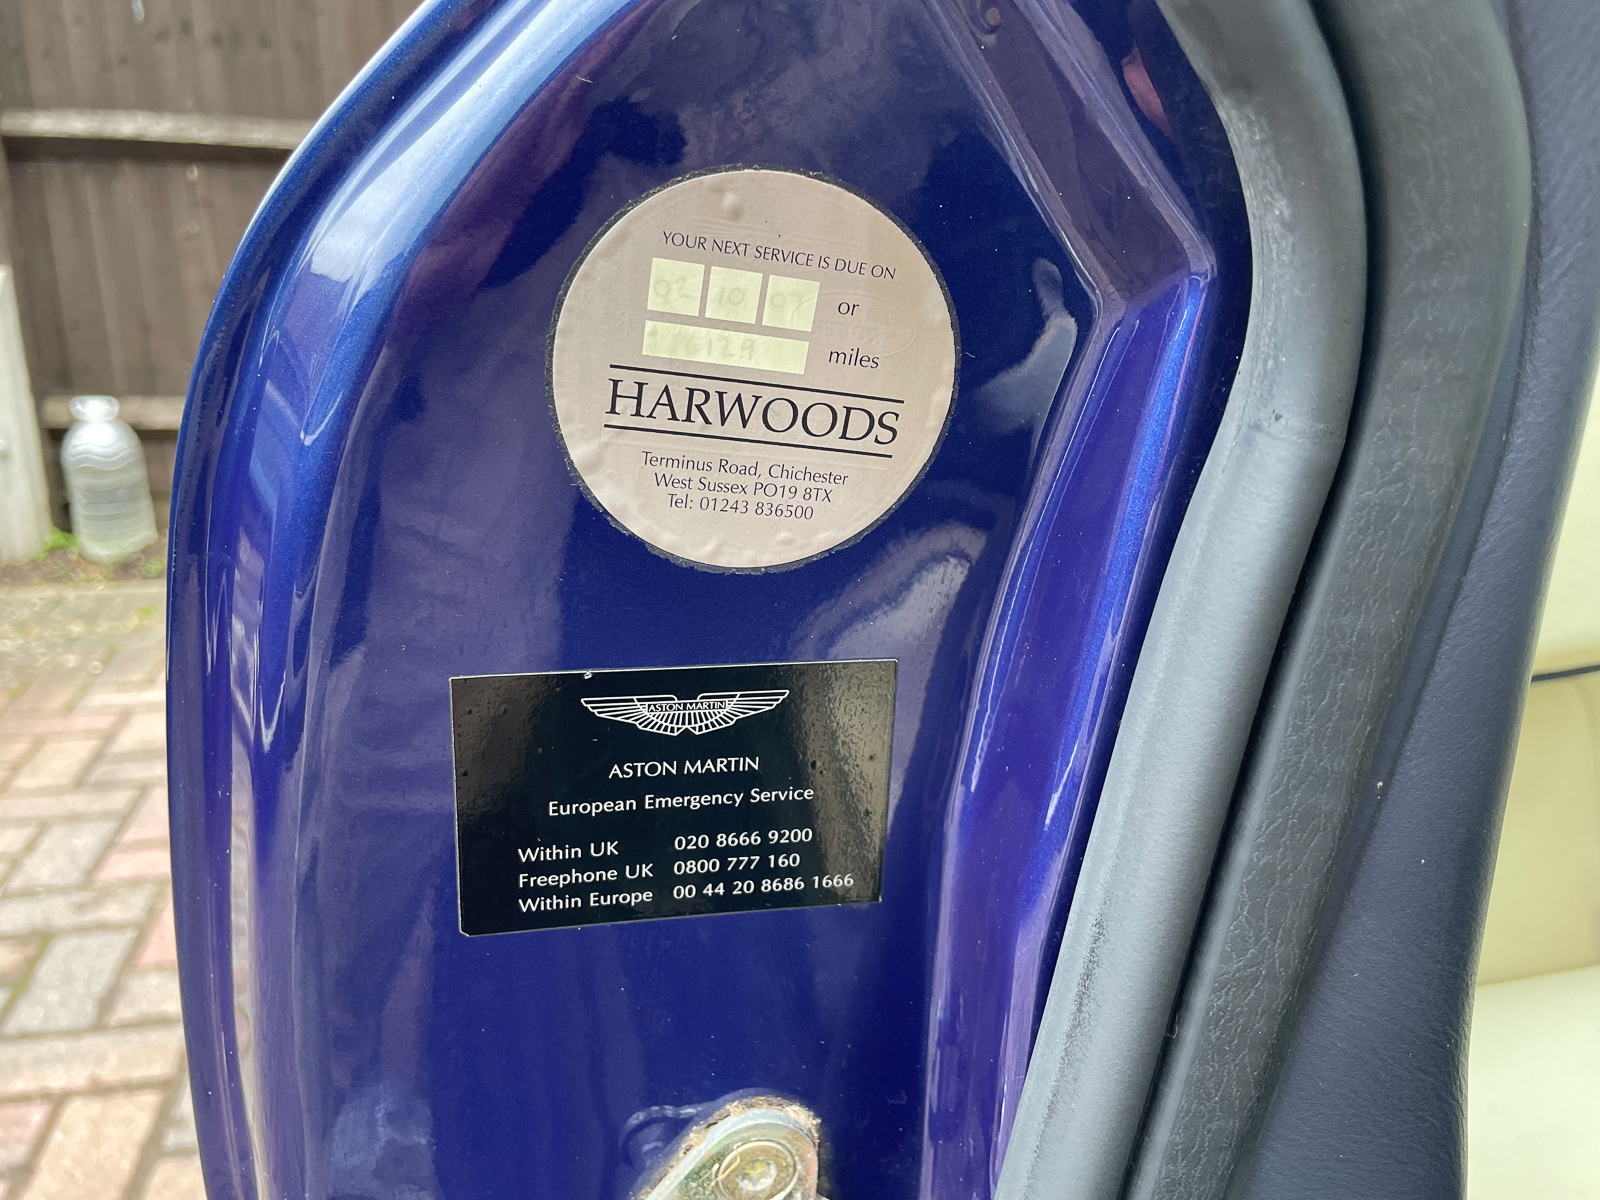 YOUR NEXT SERVICE IS DUE ON
02 10 07 or
miles
HARWOODS
Terminus Road, Chichester
West Sussex PO19 8TX
Tel: 01243 836500
ASTON MARTIN
ASTON MARTIN
European Emergency Service
Within UK 020 8666 9200
Freephone UK 0800 777 160
Within Europe 00 44 20 8686 1666